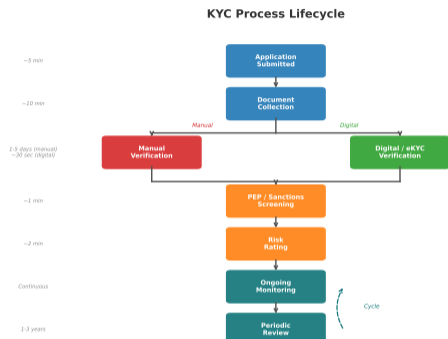 KYC Process Lifecycle
~5 min
Application
Submitted
~10 min
Document
Collection
Manual
Digital
1-5 days (manual)
~30 sec (digital)
Manual
Verification
Digital / eKYC
Verification
~1 min
PEP / Sanctions
Screening
~2 min
Risk
Rating
Continuous
Ongoing
Monitoring
Cycle
1-3 years
Periodic
Review